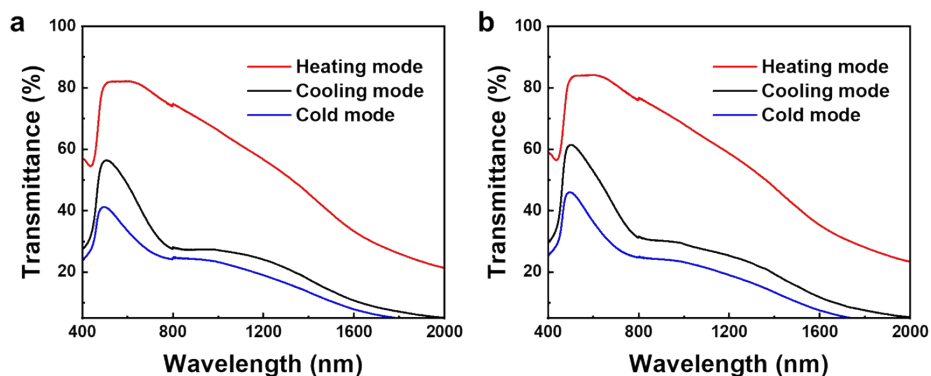 a
100
80
60
40
20
Transmittance (%)
Heating mode
Cooling mode
Cold mode
400 800 1200 1600 2000
Wavelength (nm)
b
100
80
60
40
20
Transmittance (%)
Heating mode
Cooling mode
Cold mode
400 800 1200 1600 2000
Wavelength (nm)